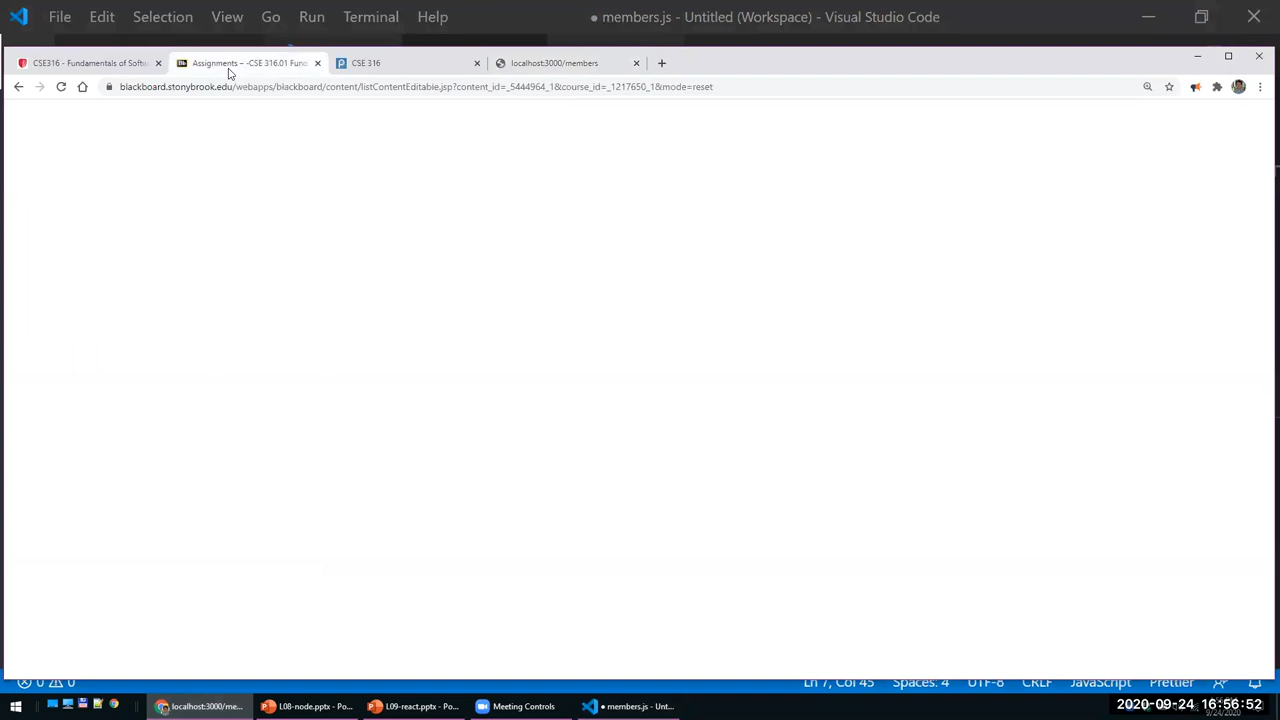 File Edit Selection View Go Run Terminal Help ● members.js - Untitled (Workspace) - Visual Studio Code
CSE316 - Fundamentals of Softw Assignments – -CSE 316.01 Fun CSE 316 localhost:3000/members
blackboard.stonybrook.edu/webapps/blackboard/content/listContentEditable.jsp?content_id=_5444964_1&course_id=_1217650_1&mode=reset
0 0 Ln 7, Col 45 Spaces: 4 UTF-8 CRLF JavaScript Prettier
localhost:3000/me... L08-node.pptx - Po... L09-react.pptx - Po... Meeting Controls ● members.js - Unt...
2020-09-24 16:56:52
9/24/2020